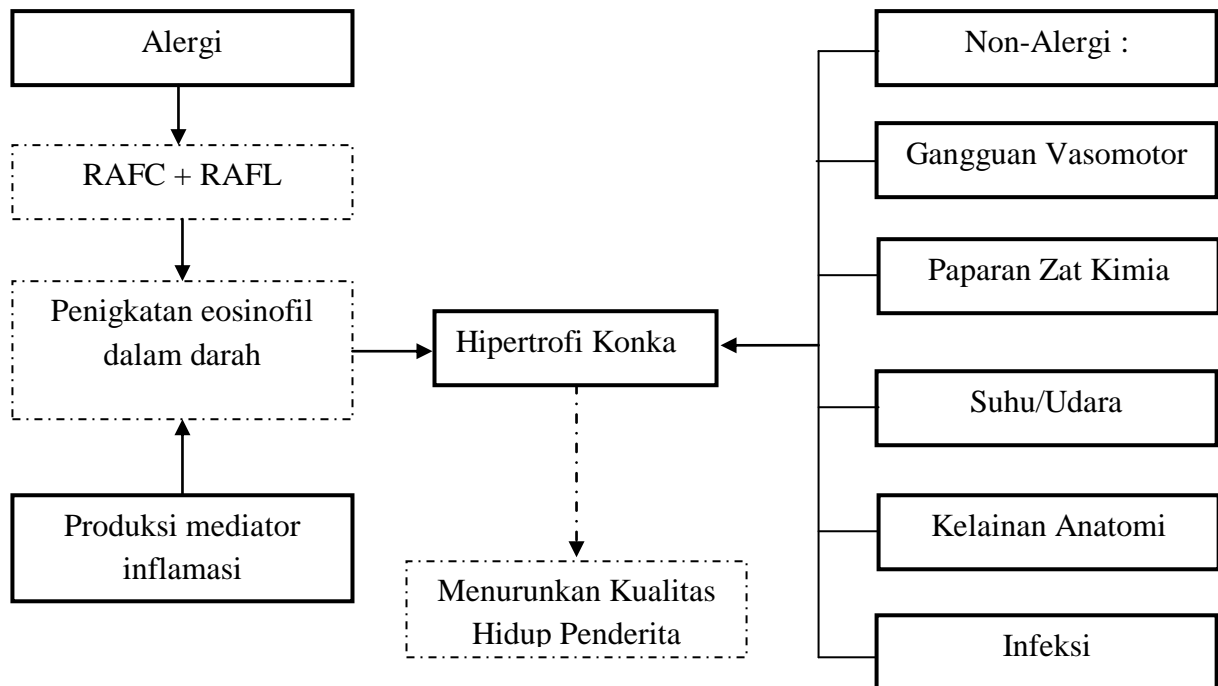 Alergi
RAFC + RAFL
Penigkatan eosinofil
dalam darah
Produksi mediator
inflamasi
Hipertrofi Konka
Menurunkan Kualitas
Hidup Penderita
Non-Alergi :
Gangguan Vasomotor
Paparan Zat Kimia
Suhu/Udara
Kelainan Anatomi
Infeksi